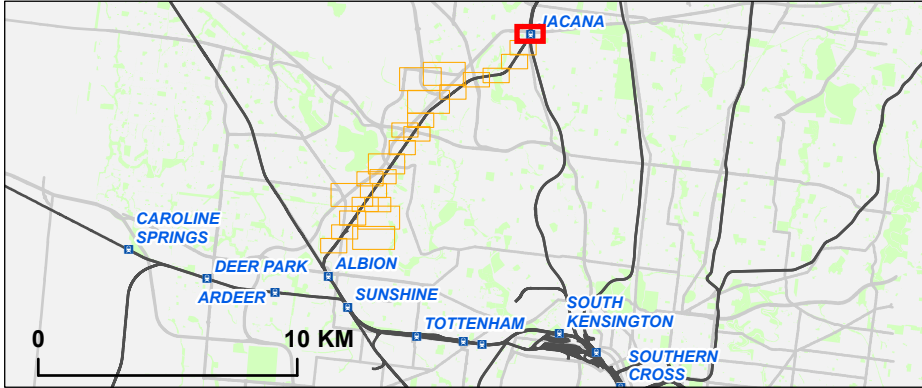 JACANA
CAROLINE
SPRINGS
DEER PARK
ALBION
ARDEER
SUNSHINE
TOTTENHAM
SOUTH
KENSINGTON
SOUTHERN
CROSS
0
10 KM